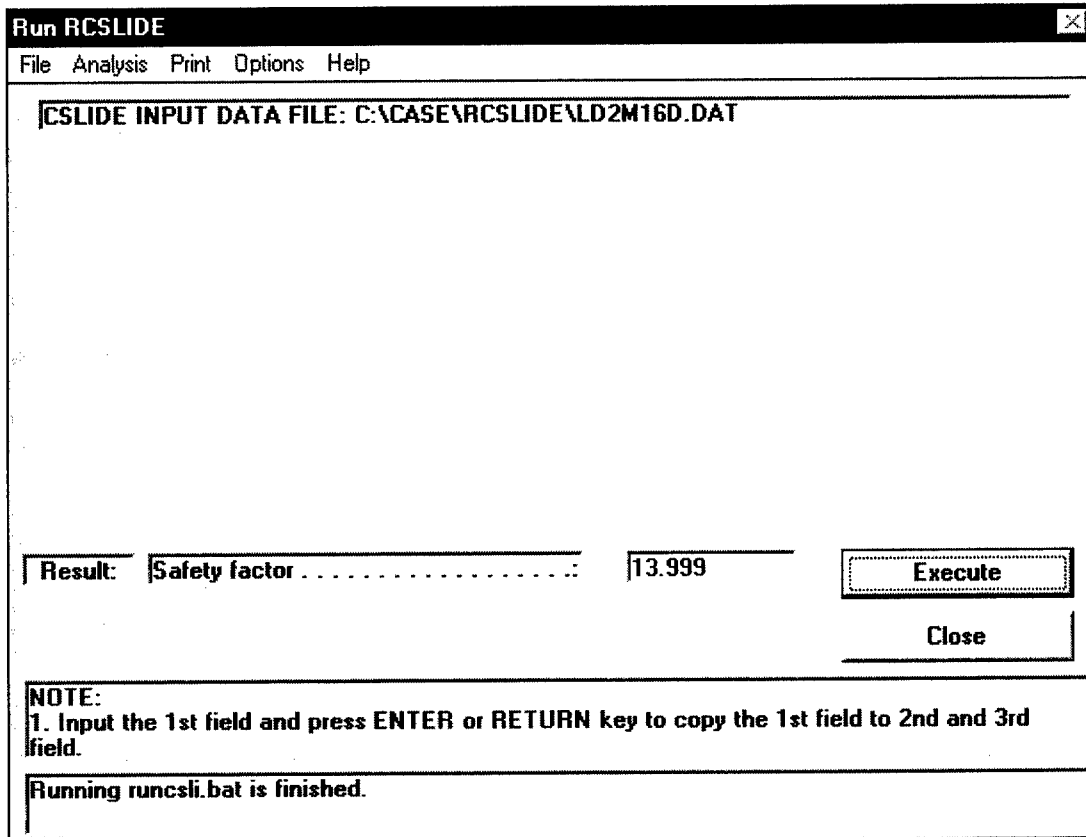 Run RCSLIDE
File Analysis Print Options Help
CSLIDE INPUT DATA FILE: C:\CASE\RCSLIDE\LD2M16D.DAT
Result: Safety factor . . . . . . . . . . . . . . . . . .: 13.999
Execute
Close
NOTE:
1. Input the 1st field and press ENTER or RETURN key to copy the 1st field to 2nd and 3rd
field.
Running runcsli.bat is finished.